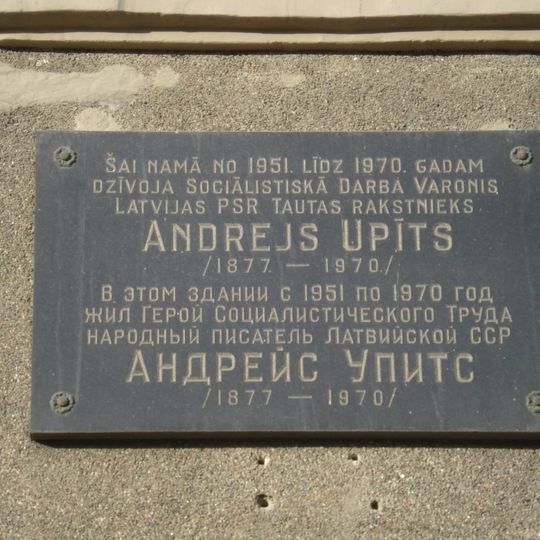 ŠAI NAMĀ NO 1951. LĪDZ 1970. GADAM
DZĪVOJA SOCIĀLISTISKĀ DARBA VARONIS
LATVIJAS PSR TAUTAS RAKSTNIEKS
ANDREJS UPĪTS
/1877 — 1970/
В ЭТОМ ЗДАНИИ С 1951 ПО 1970 ГОД
ЖИЛ ГЕРОЙ СОЦИАЛИСТИЧЕСКОГО ТРУДА
НАРОДНЫЙ ПИСАТЕЛЬ ЛАТВИЙСКОЙ ССР
АНДРЕЙС УПИТС
/1877 — 1970/